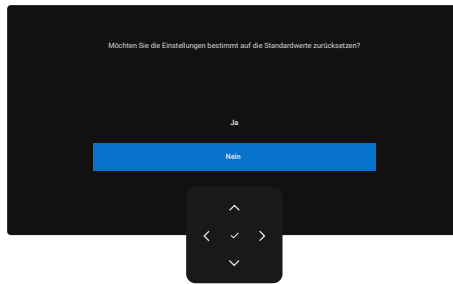 Möchten Sie die Einstellungen bestimmt auf die Standardwerte zurücksetzen?
Ja
Nein